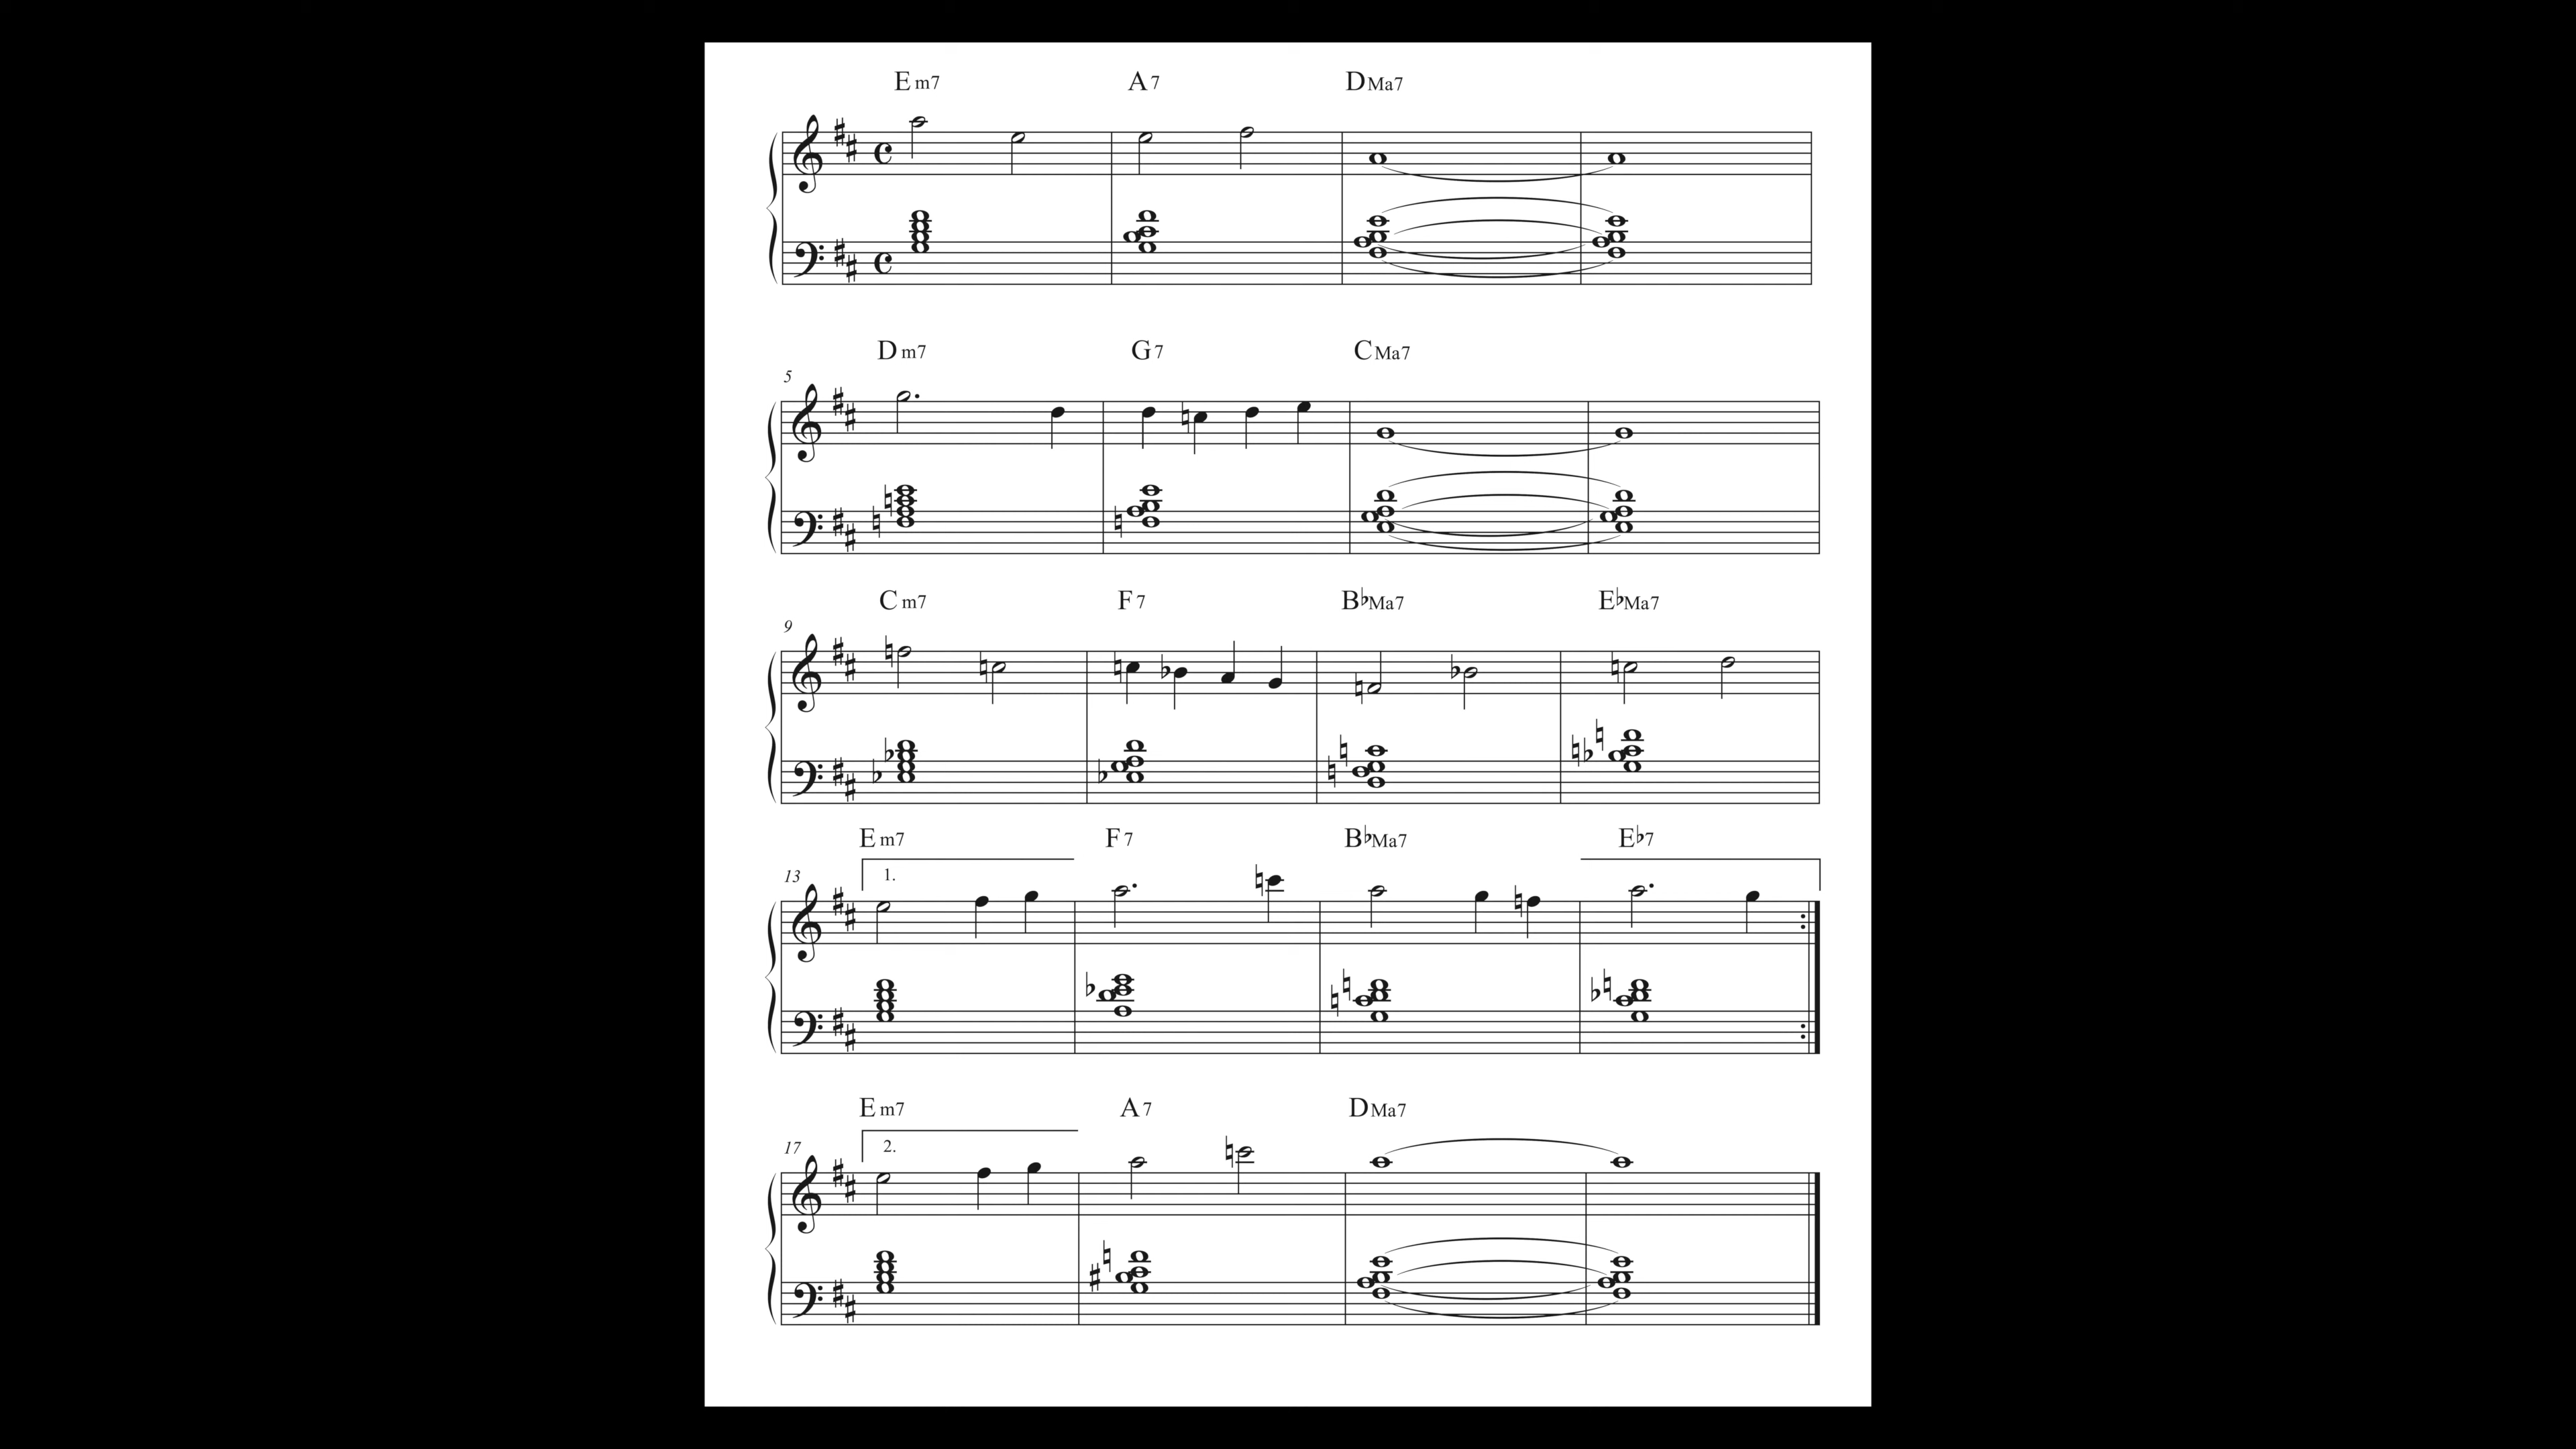 Em7 A7 DMa7
5
Dm7 G7 CMa7
9
Cm7 F7 B♭Ma7 E♭Ma7
Em7 F7 B♭Ma7 E♭7
13 1.
Em7 A7 DMa7
17 2.